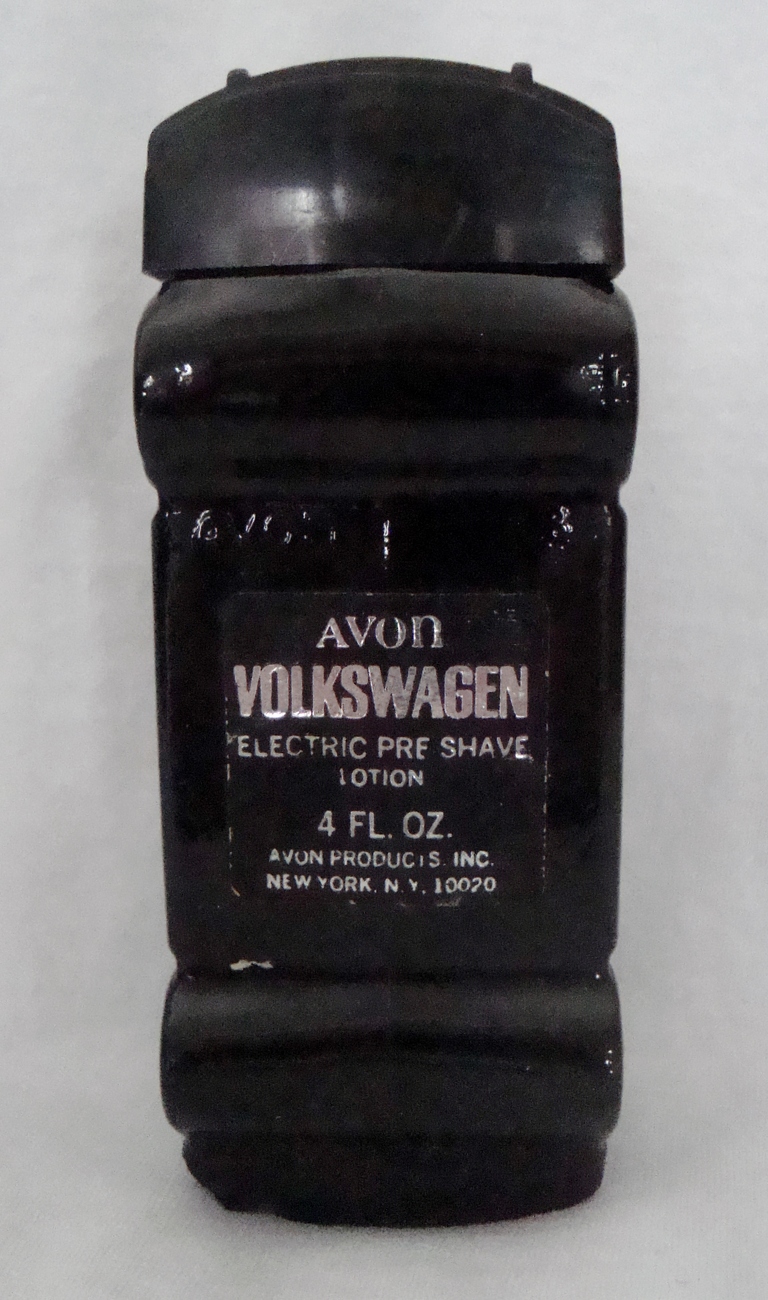 AVON
VOLKSWAGEN
ELECTRIC PRE SHAVE
LOTION
4 FL. OZ.
AVON PRODUCTS, INC.
NEW YORK, N.Y. 10020